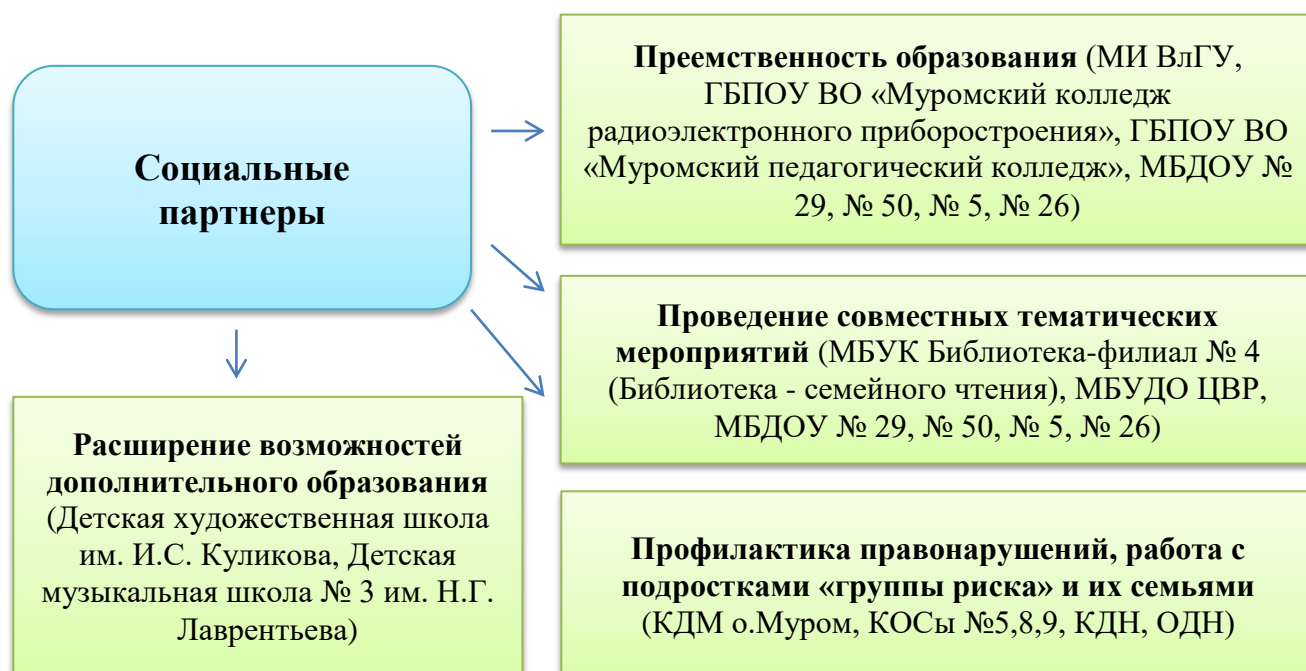 Социальные
партнеры
Преемственность образования (МИ ВлГУ,
ГБПОУ ВО «Муромский колледж
радиоэлектронного приборостроения», ГБПОУ ВО
«Муромский педагогический колледж», МБДОУ №
29, № 50, № 5, № 26)
Проведение совместных тематических
мероприятий (МБУК Библиотека-филиал № 4
(Библиотека - семейного чтения), МБУДО ЦВР,
МБДОУ № 29, № 50, № 5, № 26)
Расширение возможностей
дополнительного образования
(Детская художественная школа
им. И.С. Куликова, Детская
музыкальная школа № 3 им. Н.Г.
Лаврентьева)
Профилактика правонарушений, работа с
подростками «группы риска» и их семьями
(КДМ о.Муром, КОСы №5,8,9, КДН, ОДН)